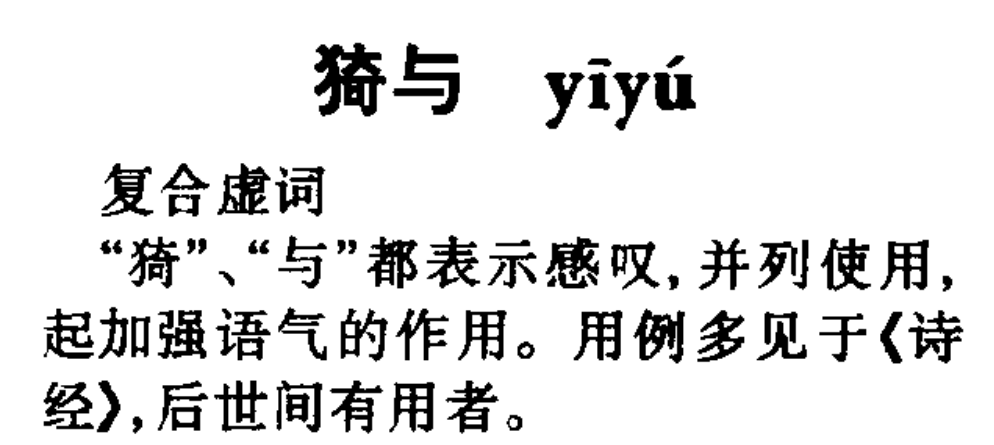 猗与 yīyú
复合虚词
“猗”、“与”都表示感叹，并列使用，
起加强语气的作用。用例多见于《诗
经》，后世间有用者。